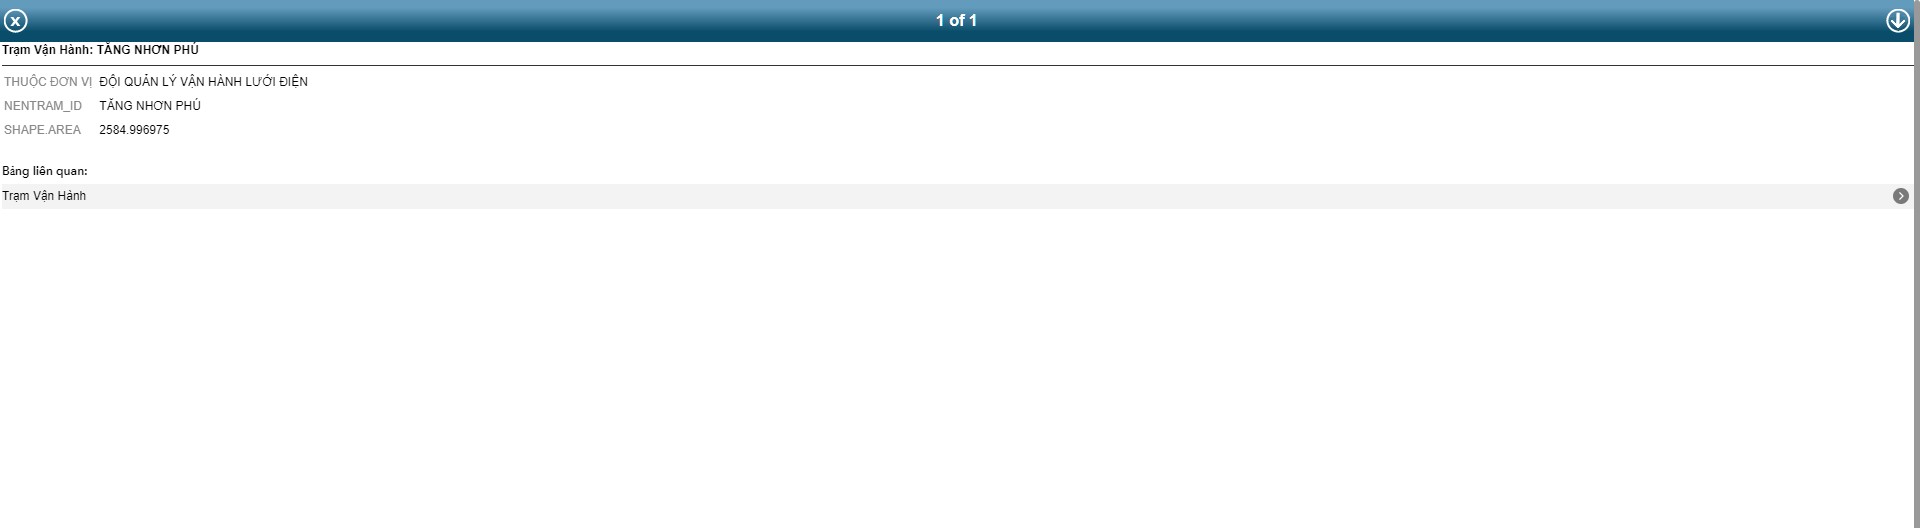 1 of 1
Trạm Vận Hành: TĂNG NHƠN PHÚ
THUỘC ĐƠN VỊ ĐỘI QUẢN LÝ VẬN HÀNH LƯỚI ĐIỆN
NENTRAM_ID TĂNG NHƠN PHÚ
SHAPE.AREA 2584.996975
Bảng liên quan:
Trạm Vận Hành